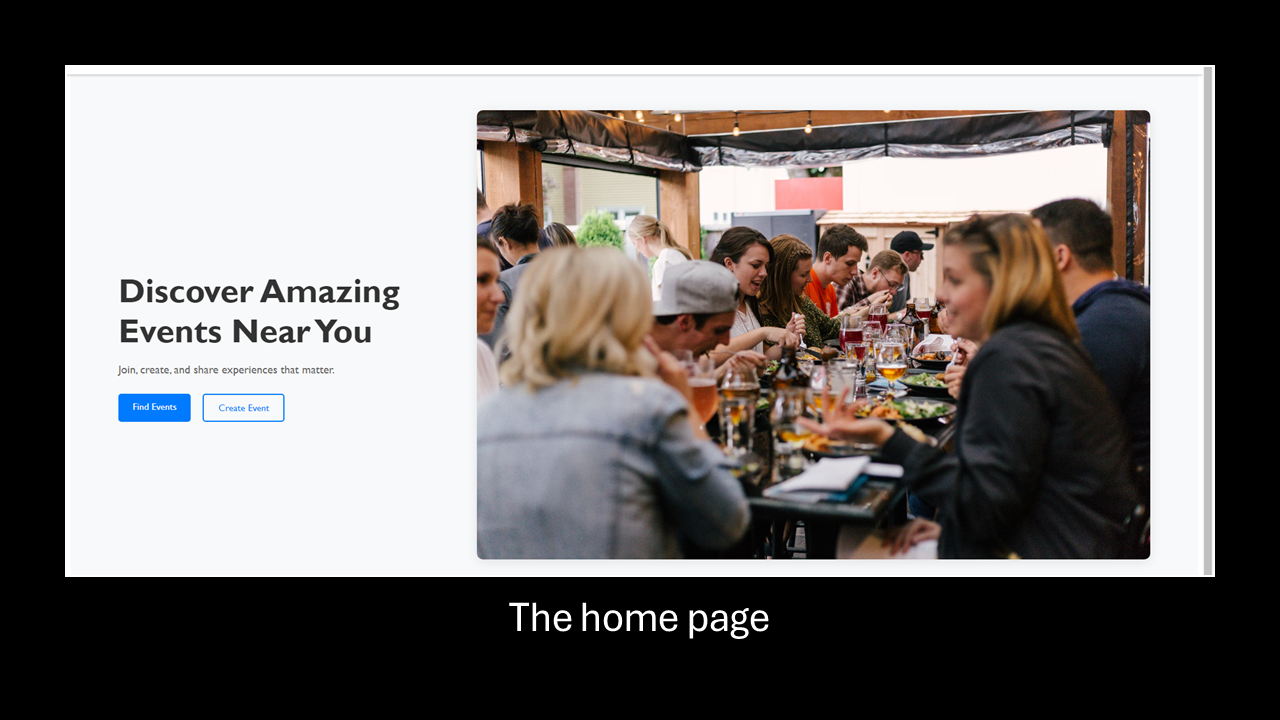 Discover Amazing
Events Near You
Join, create, and share experiences that matter.
Find Events
Create Event
The home page